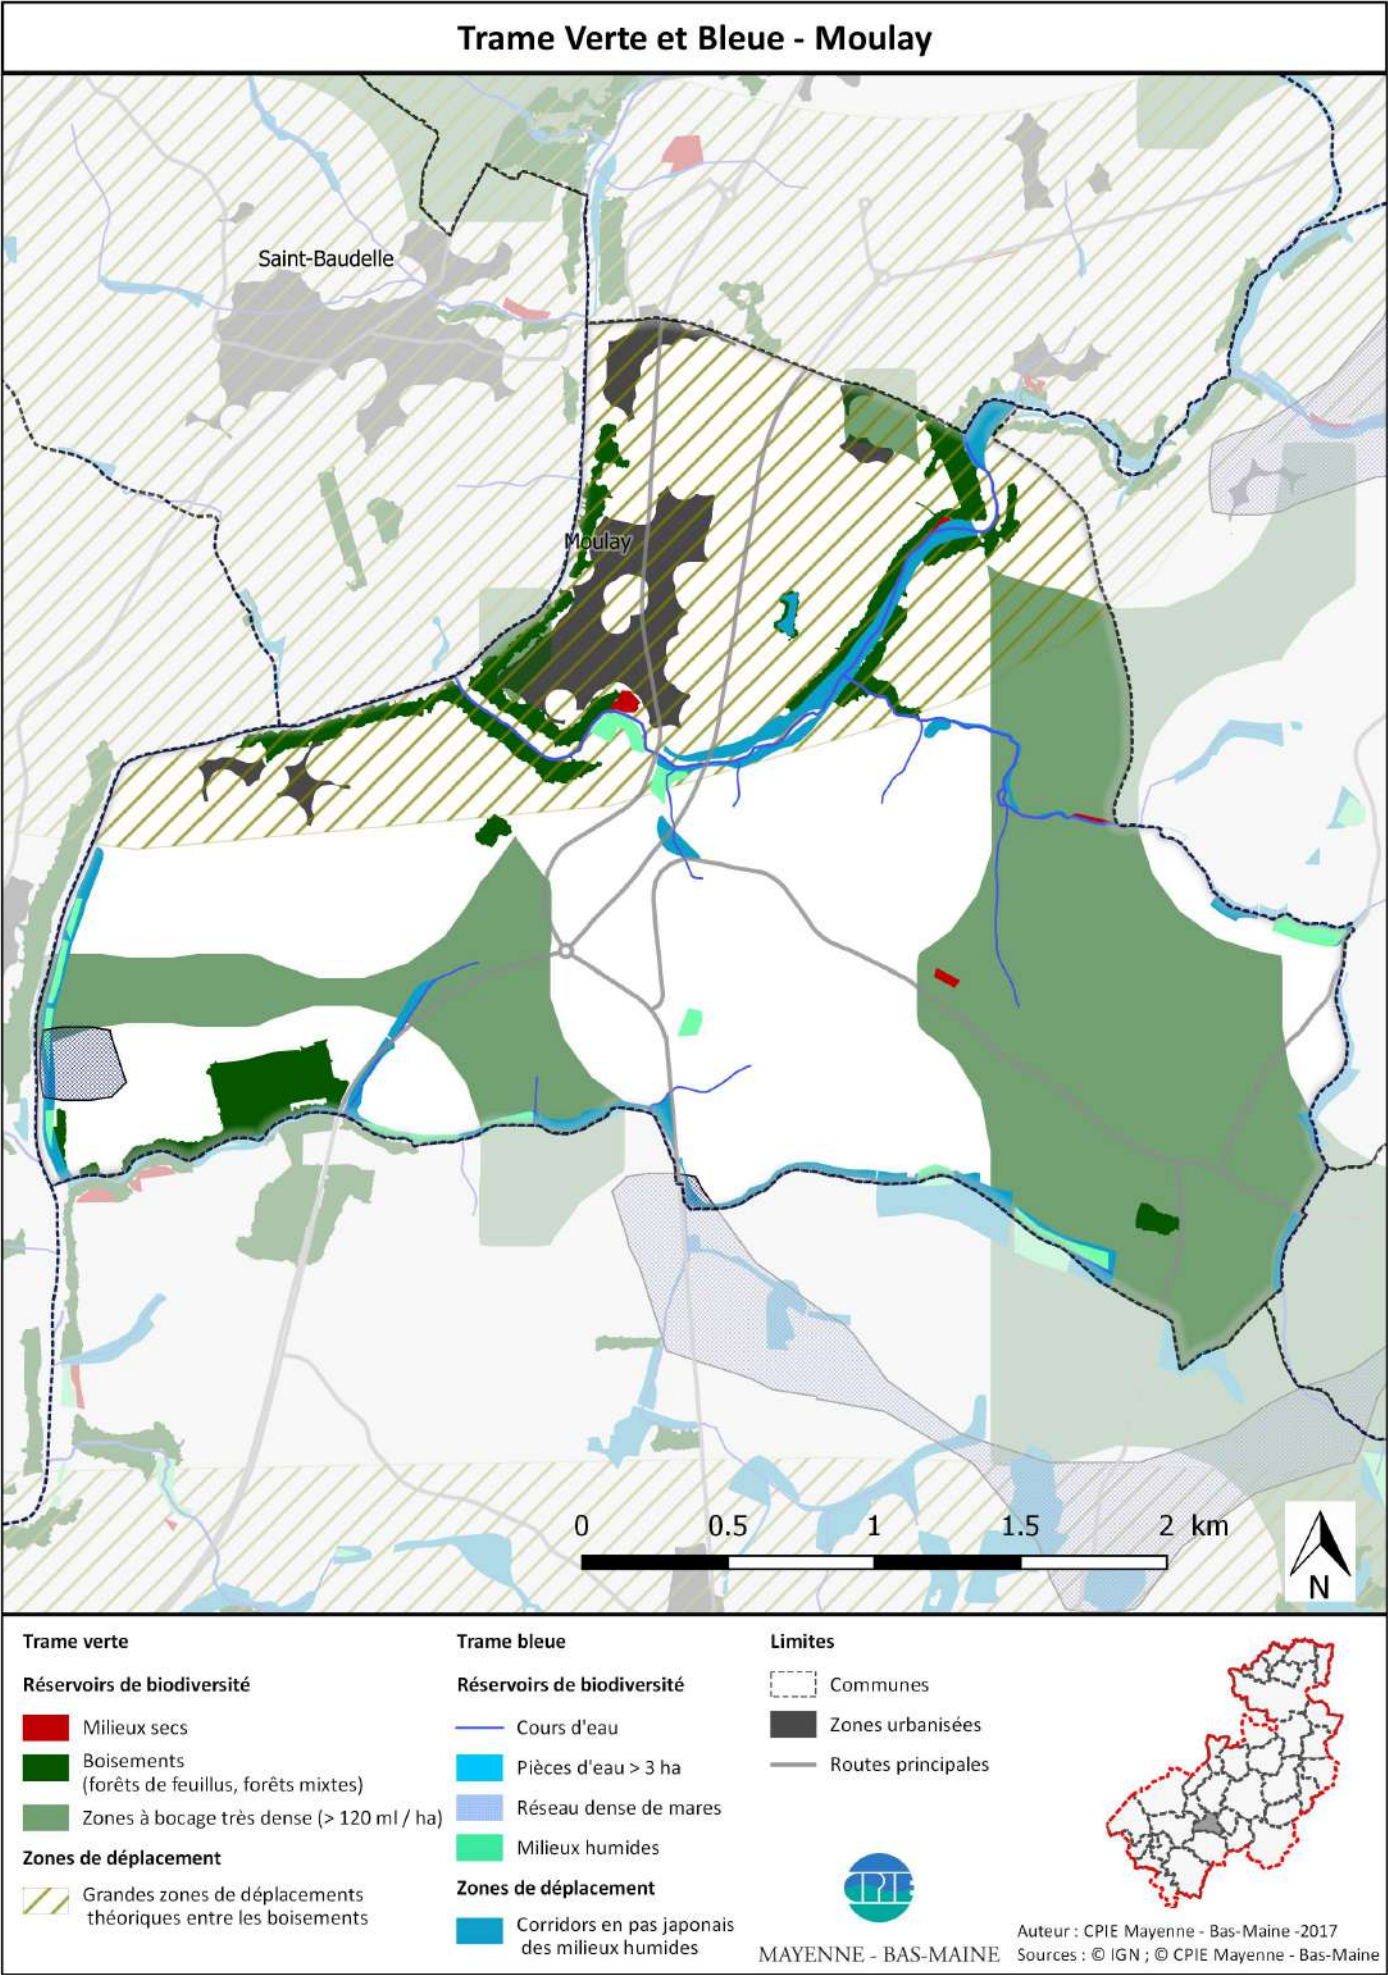 Trame Verte et Bleue - Moulay
Saint-Baudelle
Moulay
0 0.5 1 1.5 2 km
N
Trame verte
Réservoirs de biodiversité
Milieux secs
Boisements
(forêts de feuillus, forêts mixtes)
Zones à bocage très dense (> 120 ml / ha)
Zones de déplacement
Grandes zones de déplacements
théoriques entre les boisements
Trame bleue
Réservoirs de biodiversité
Cours d'eau
Pièces d'eau > 3 ha
Réseau dense de mares
Milieux humides
Zones de déplacement
Corridors en pas japonais
des milieux humides
Limites
Communes
Zones urbanisées
Routes principales
CPIE
MAYENNE - BAS-MAINE
Auteur : CPIE Mayenne - Bas-Maine -2017
Sources : © IGN ; © CPIE Mayenne - Bas-Maine